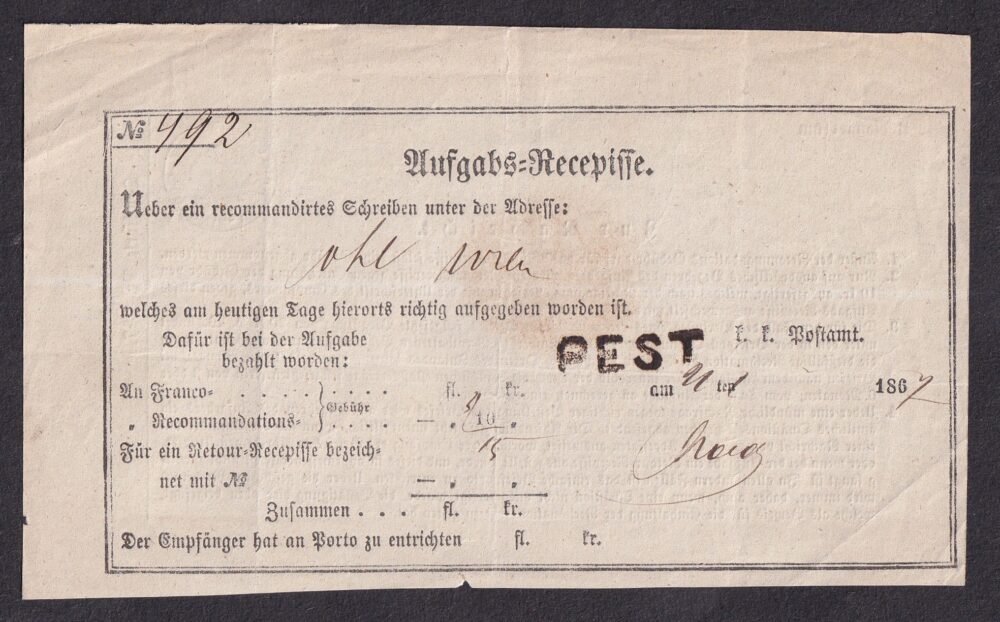 № 492
Aufgabs=Recepisse.
Ueber ein recommandirtes Schreiben unter der Adresse:
Wien
welches am heutigen Tage hierorts richtig aufgegeben worden ist.
Dafür ist bei der Aufgabe
bezahlt worden:
PEST k. k. Postamt.
am ten 1867
An Franco= . . . . . . . . . fl. kr.
Gebühr
„ Recommandations= . . . . — „ 10 „
15
Für ein Retour=Recepisse bezeich=
net mit № — „ „
Zusammen . . . fl. kr.
Der Empfänger hat an Porto zu entrichten fl. kr.